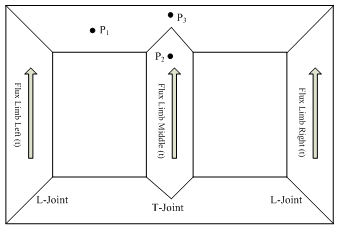 P3
P1
P2
Flux Limb Left (t)
Flux Limb Middle (t)
Flux Limb Right (t)
L-Joint
T-Joint
L-Joint